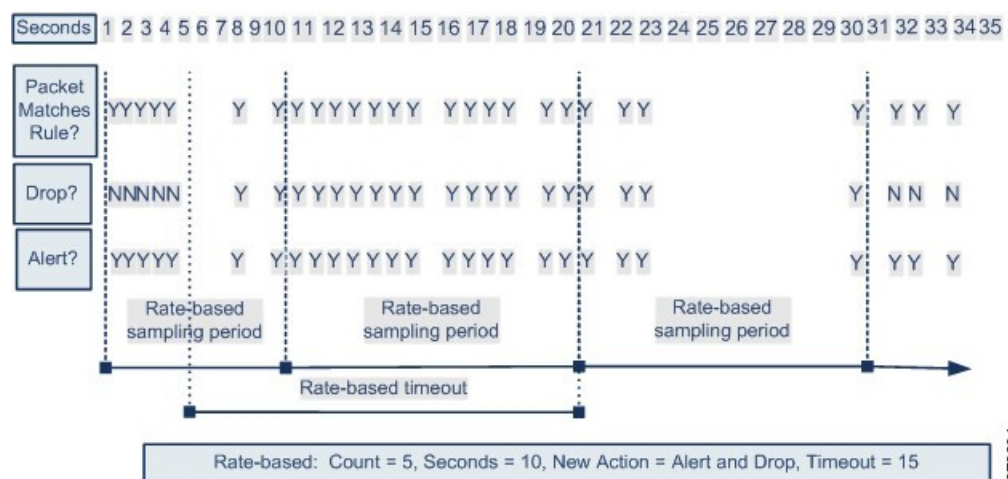 Seconds 1 2 3 4 5 6 7 8 9 10 11 12 13 14 15 16 17 18 19 20 21 22 23 24 25 26 27 28 29 30 31 32 33 34 35
Packet
Matches
Rule?
YYYYY Y Y Y Y Y Y Y Y Y Y Y Y Y Y Y Y Y Y Y Y Y Y
Drop?
NNNNN Y Y Y Y Y Y Y Y Y Y Y Y Y Y Y Y Y Y Y N N N
Alert?
YYYYY Y Y Y Y Y Y Y Y Y Y Y Y Y Y Y Y Y Y Y Y Y Y
Rate-based
sampling period
Rate-based
sampling period
Rate-based
sampling period
Rate-based timeout
Rate-based: Count = 5, Seconds = 10, New Action = Alert and Drop, Timeout = 15